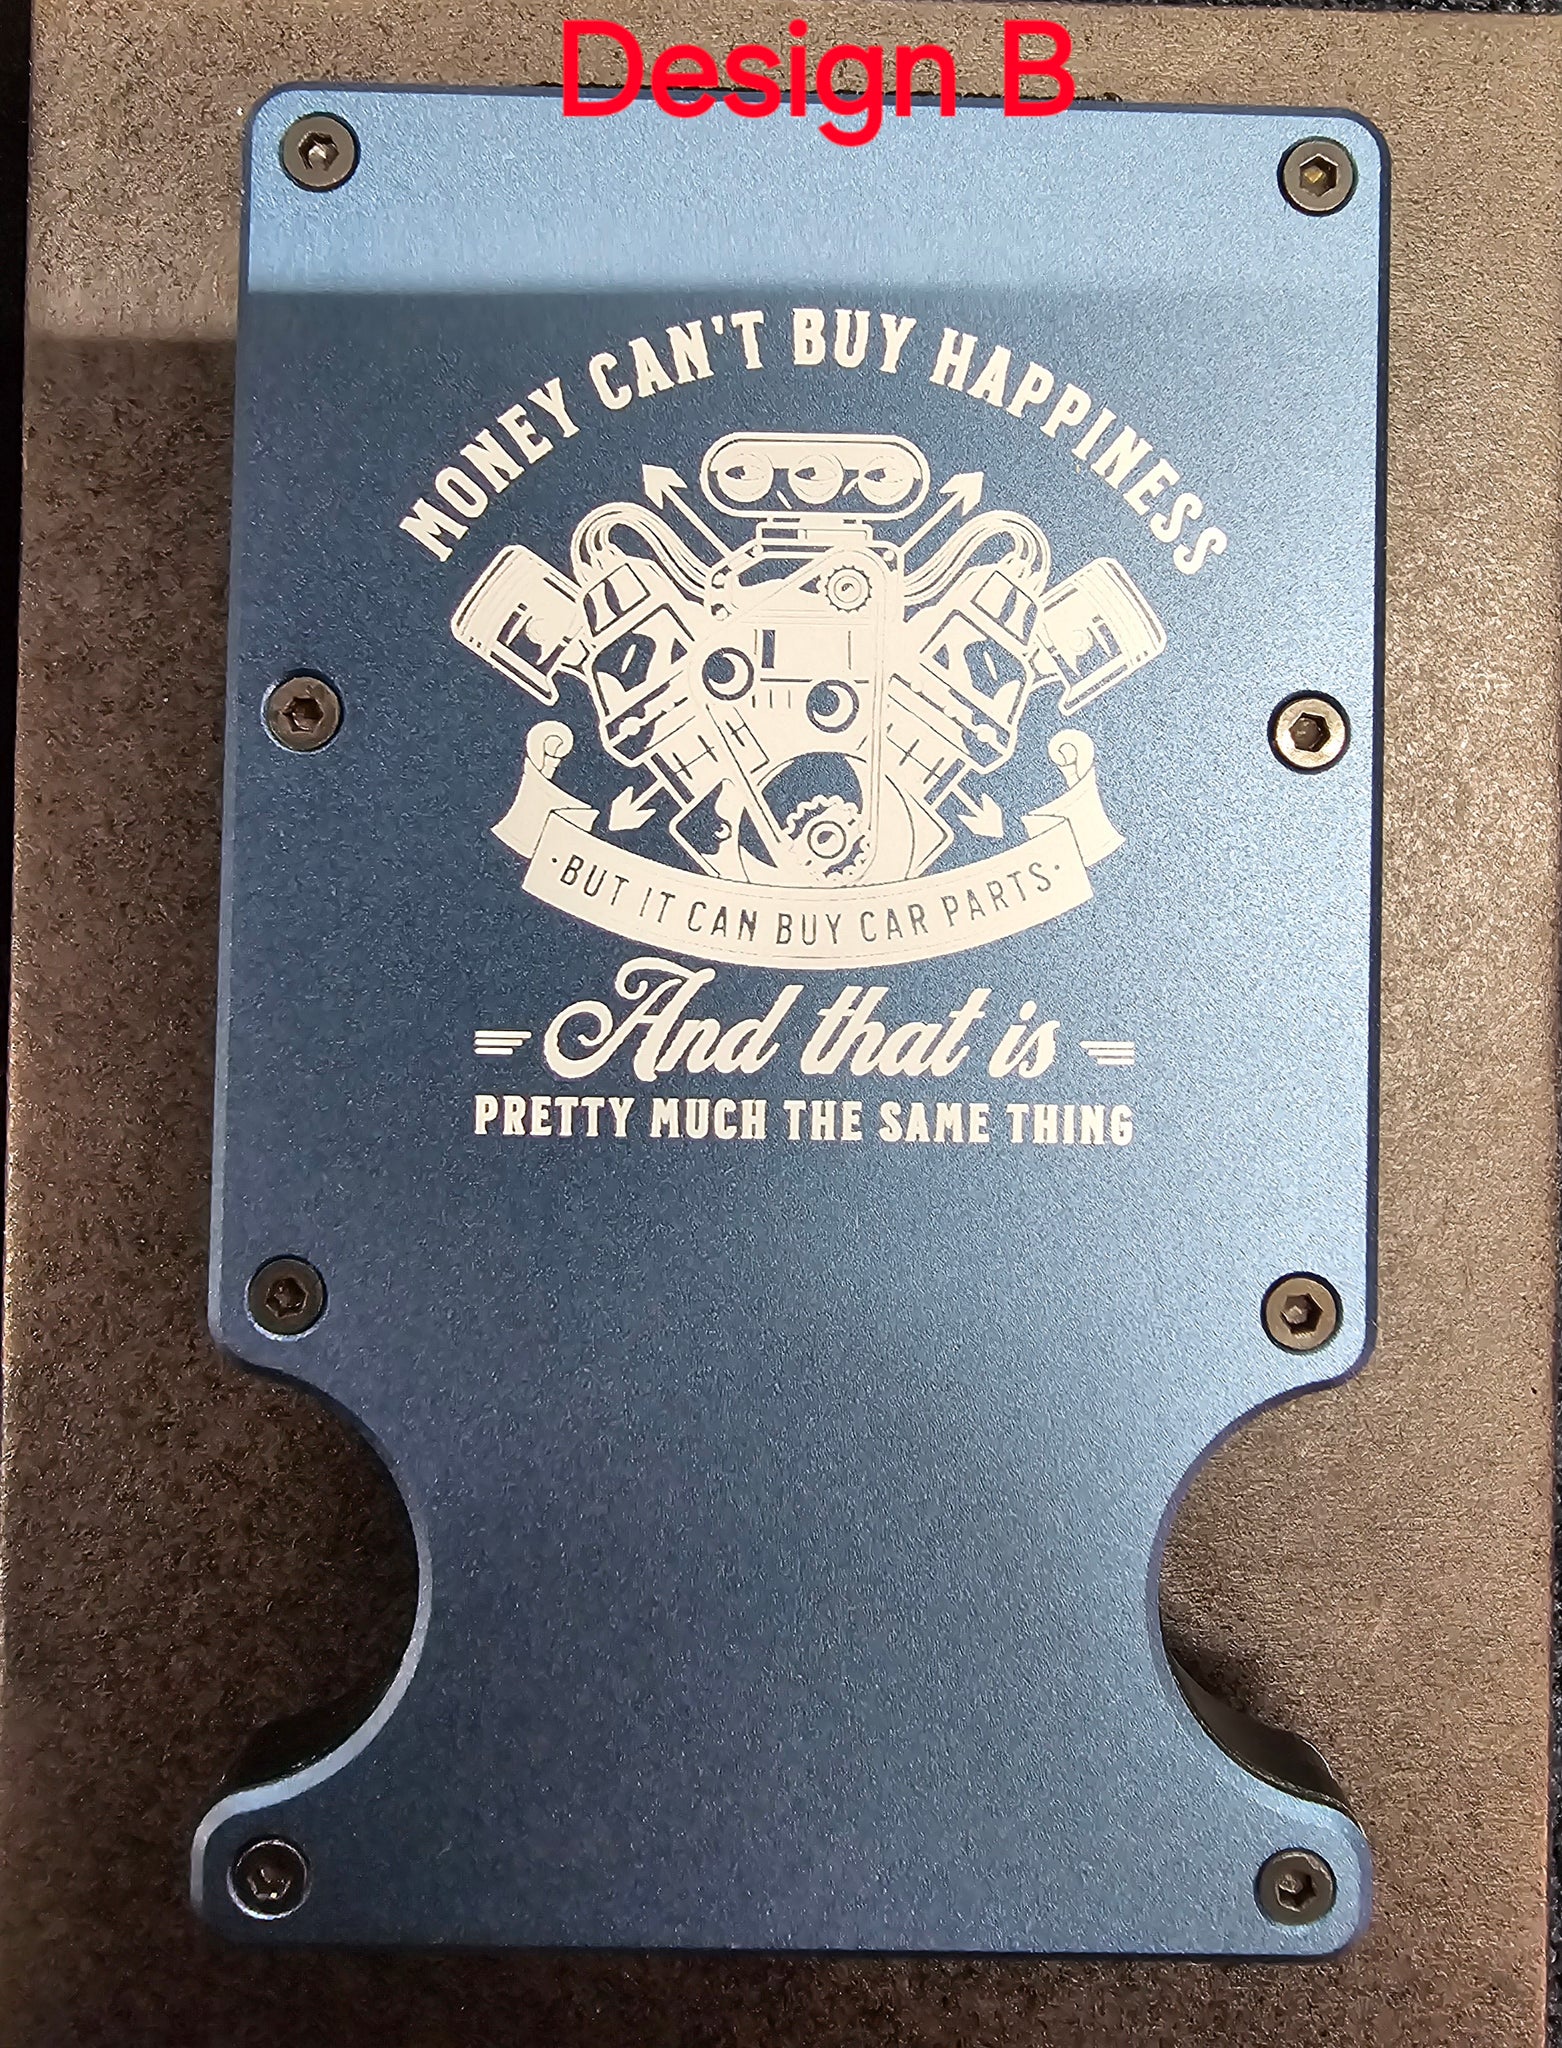 Design B
MONEY CAN'T BUY HAPPINESS
·BUT IT CAN BUY CAR PARTS·
And that is
PRETTY MUCH THE SAME THING